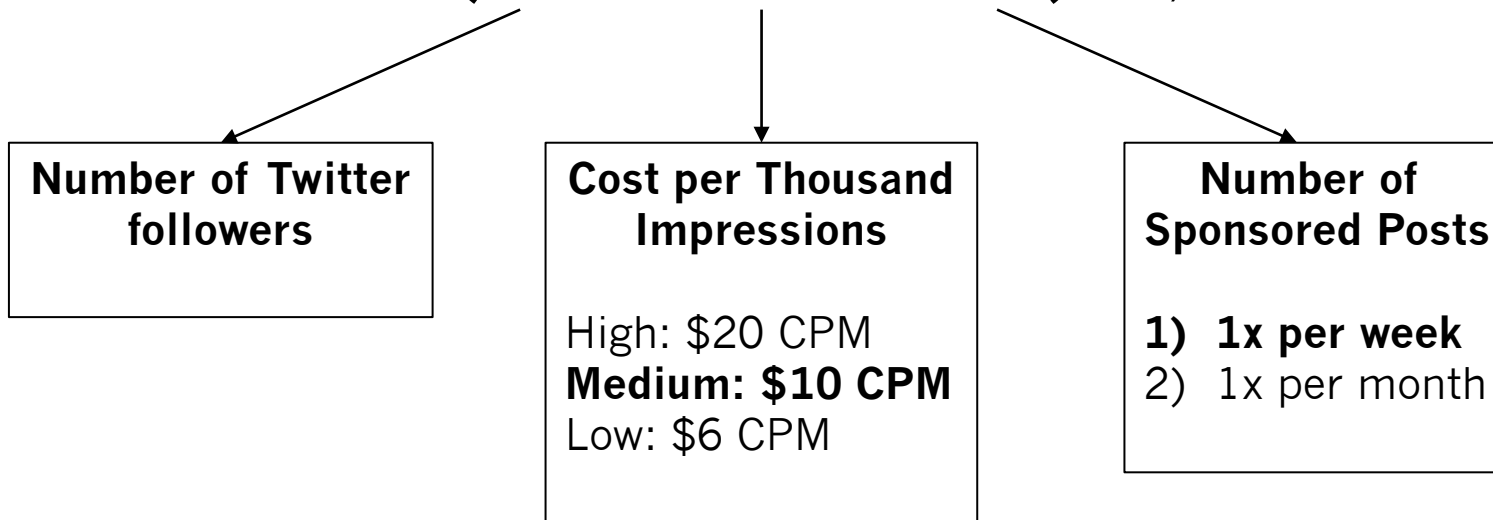 Number of Twitter
followers
Cost per Thousand
Impressions
High: $20 CPM
Medium: $10 CPM
Low: $6 CPM
Number of
Sponsored Posts
1) 1x per week
2) 1x per month